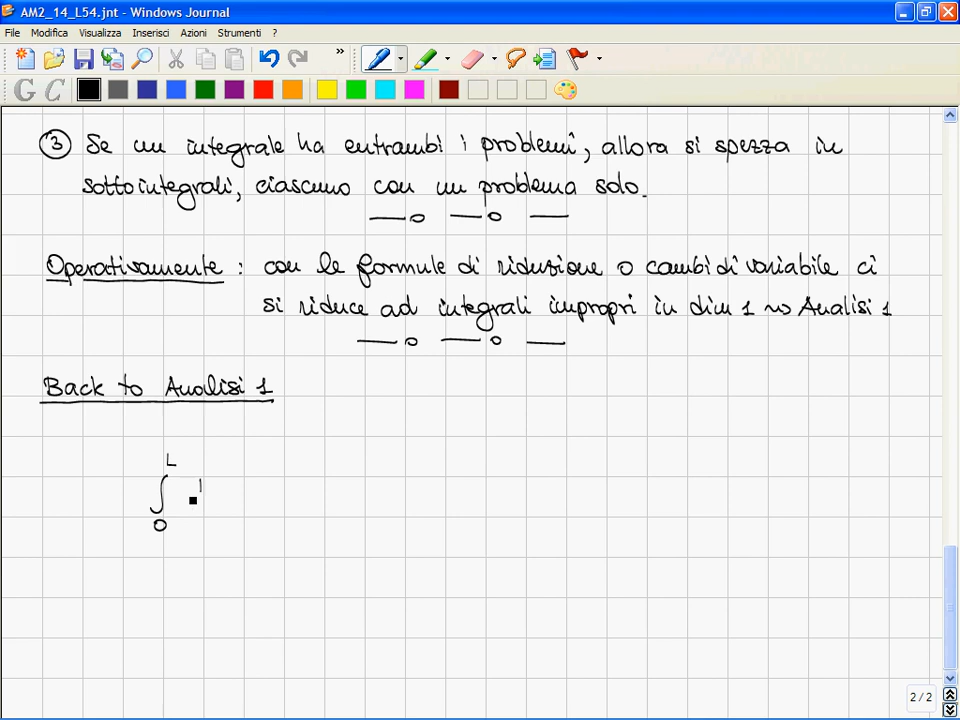 AM2_14_L54.jnt - Windows Journal
File Modifica Visualizza Inserisci Azioni Strumenti ?
③ Se un integrale ha entrambi i problemi, allora si spezza in
sottointegrali, ciascuno con un problema solo.
Operativamente : con le formule di riduzione o cambi di variabile ci
si riduce ad integrali impropri in dim 1 ~> Analisi 1
Back to Analisi 1
L
∫ 1
0
2 / 2